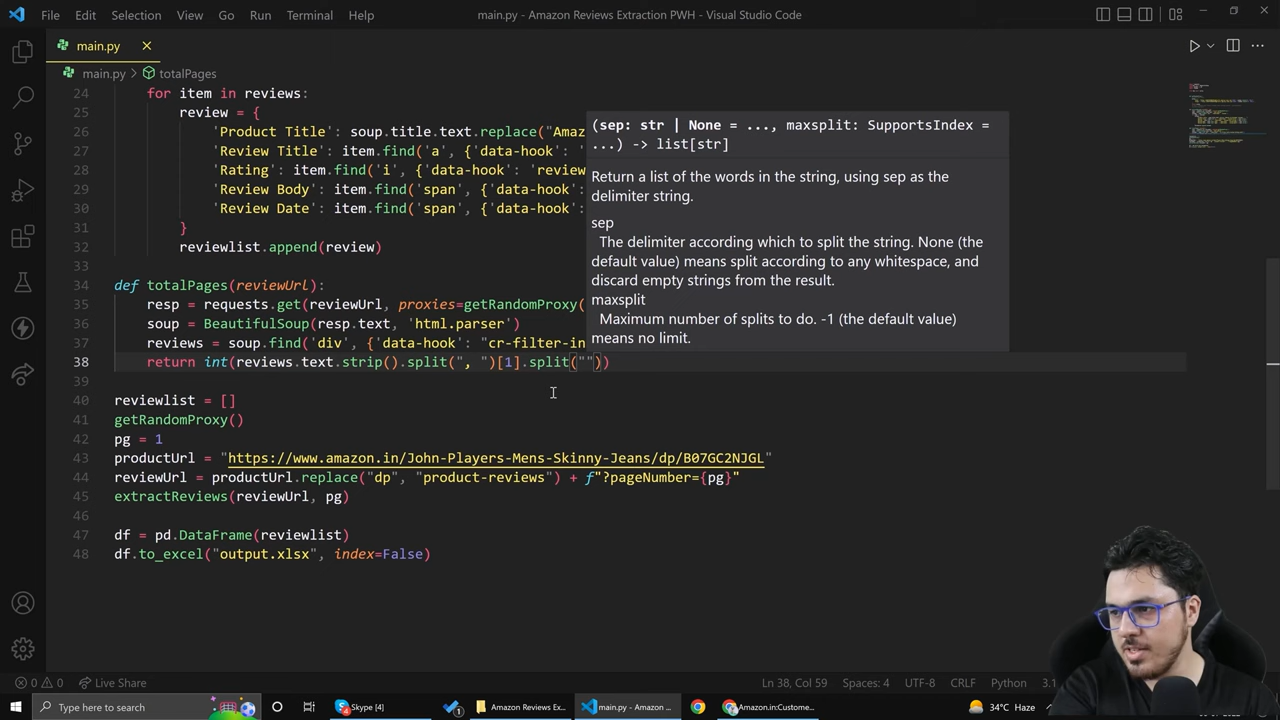 File Edit Selection View Go Run Terminal Help main.py - Amazon Reviews Extraction PWH - Visual Studio Code
main.py
main.py > totalPages
24 for item in reviews:
25 review = {
26 'Product Title': soup.title.text.replace("Amaz
27 'Review Title': item.find('a', {'data-hook': '
28 'Rating': item.find('i', {'data-hook': 'review
29 'Review Body': item.find('span', {'data-hook':
30 'Review Date': item.find('span', {'data-hook':
31 }
32 reviewlist.append(review)
33
34 def totalPages(reviewUrl):
35 resp = requests.get(reviewUrl, proxies=getRandomProxy(
36 soup = BeautifulSoup(resp.text, 'html.parser')
37 reviews = soup.find('div', {'data-hook': "cr-filter-in
38 return int(reviews.text.strip().split(", ")[1].split(""))
39
40 reviewlist = []
41 getRandomProxy()
42 pg = 1
43 productUrl = "https://www.amazon.in/John-Players-Mens-Skinny-Jeans/dp/B07GC2NJGL"
44 reviewUrl = productUrl.replace("dp", "product-reviews") + f"?pageNumber={pg}"
45 extractReviews(reviewUrl, pg)
46
47 df = pd.DataFrame(reviewlist)
48 df.to_excel("output.xlsx", index=False)
(sep: str | None = ..., maxsplit: SupportsIndex =
...) -> list[str]
Return a list of the words in the string, using sep as the
delimiter string.
sep
The delimiter according which to split the string. None (the
default value) means split according to any whitespace, and
discard empty strings from the result.
maxsplit
Maximum number of splits to do. -1 (the default value)
means no limit.
0 0 Live Share Ln 38, Col 59 Spaces: 4 UTF-8 CRLF Python 3.1
Type here to search Skype [4] 1 Amazon Reviews Ex... main.py - Amazon ... Amazon.in:Custome... 34°C Haze